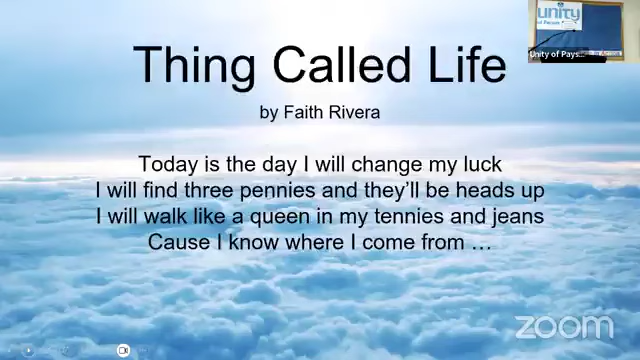 Thing Called Life
by Faith Rivera
Today is the day I will change my luck
I will find three pennies and they'll be heads up
I will walk like a queen in my tennies and jeans
Cause I know where I come from …
unity
Unity of Pays...
zoom